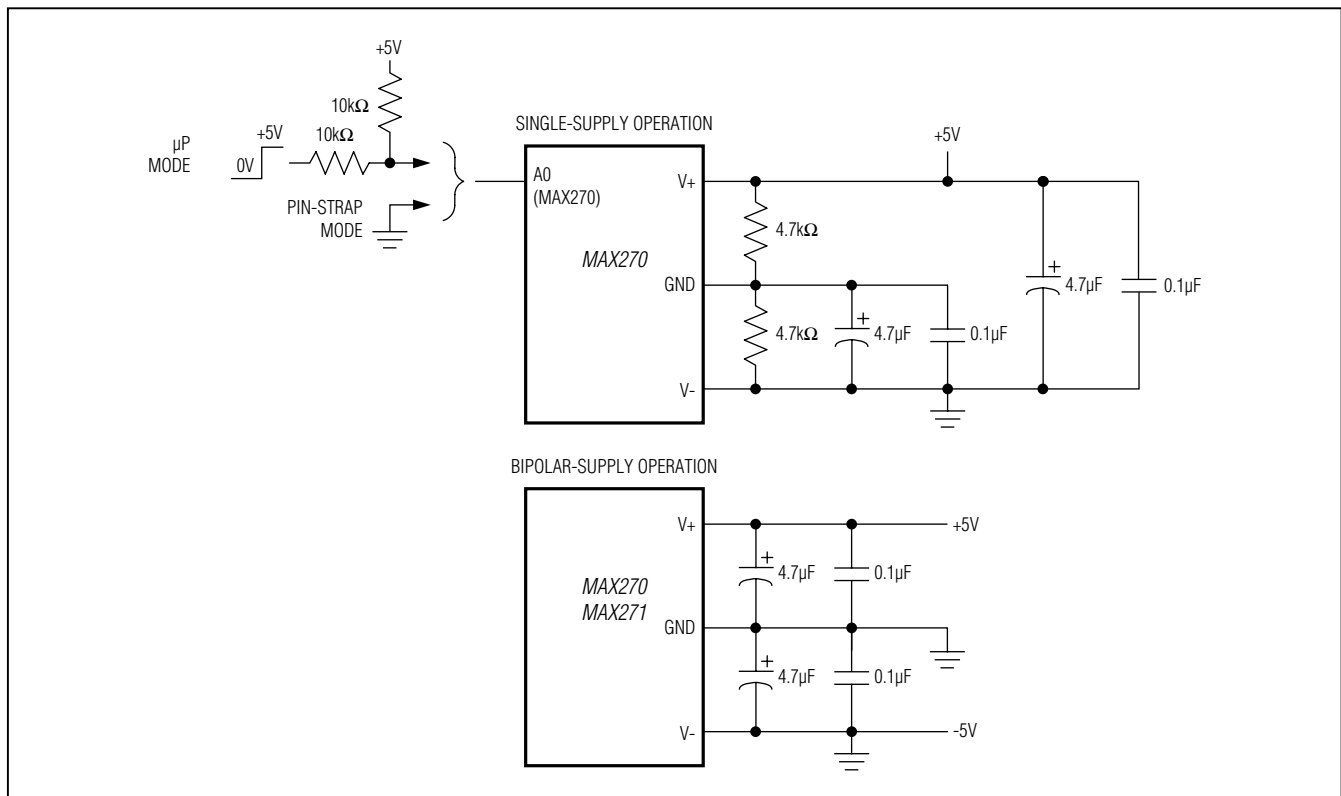 +5V
10kΩ
10kΩ
µP
MODE
0V
+5V
PIN-STRAP
MODE
SINGLE-SUPPLY OPERATION
A0
(MAX270)
MAX270
V+
GND
V-
+5V
4.7kΩ
4.7kΩ
+
4.7µF
0.1µF
+
4.7µF
0.1µF
BIPOLAR-SUPPLY OPERATION
MAX270
MAX271
V+
GND
V-
+
4.7µF
0.1µF
+
4.7µF
0.1µF
+5V
-5V